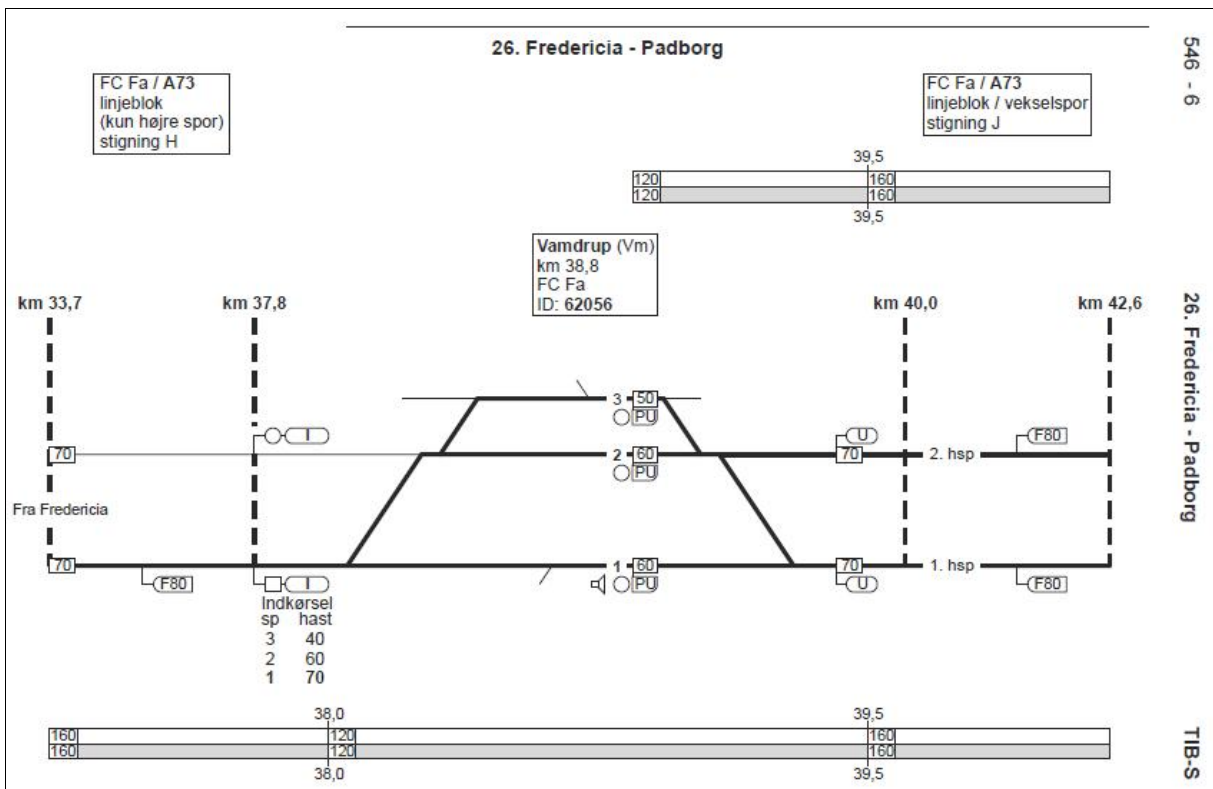 26. Fredericia - Padborg
546 - 6
FC Fa / A73
linjeblok
(kun højre spor)
stigning H
FC Fa / A73
linjeblok / vekselspor
stigning J
39,5
120 160
120 160
39,5
Vamdrup (Vm)
km 38,8
FC Fa
ID: 62056
km 33,7
km 37,8
km 40,0
km 42,6
26. Fredericia - Padborg
3 50
PU
I
U
F80
70
2 60
70
2. hsp
PU
Fra Fredericia
70
1 60
70
1. hsp
F80
I
PU
U
F80
Indkørsel
sp hast
3 40
2 60
1 70
38,0
39,5
160 120 160
160 120 160
38,0
39,5
TIB-S